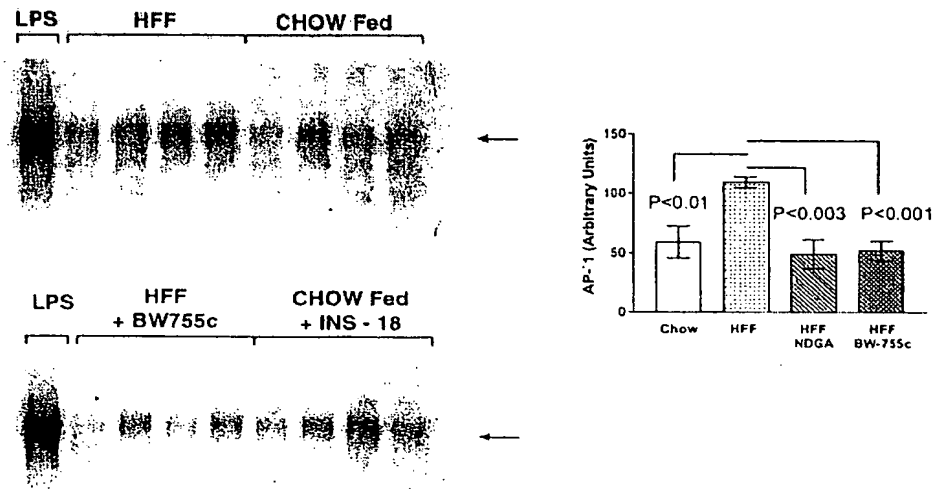 LPS HFF CHOW Fed
LPS HFF + BW755c CHOW Fed + INS - 18
AP-1 (Arbitrary Units)
150
100
50
0
P<0.01
P<0.003
P<0.001
Chow
HFF
HFF NDGA
HFF BW-755c